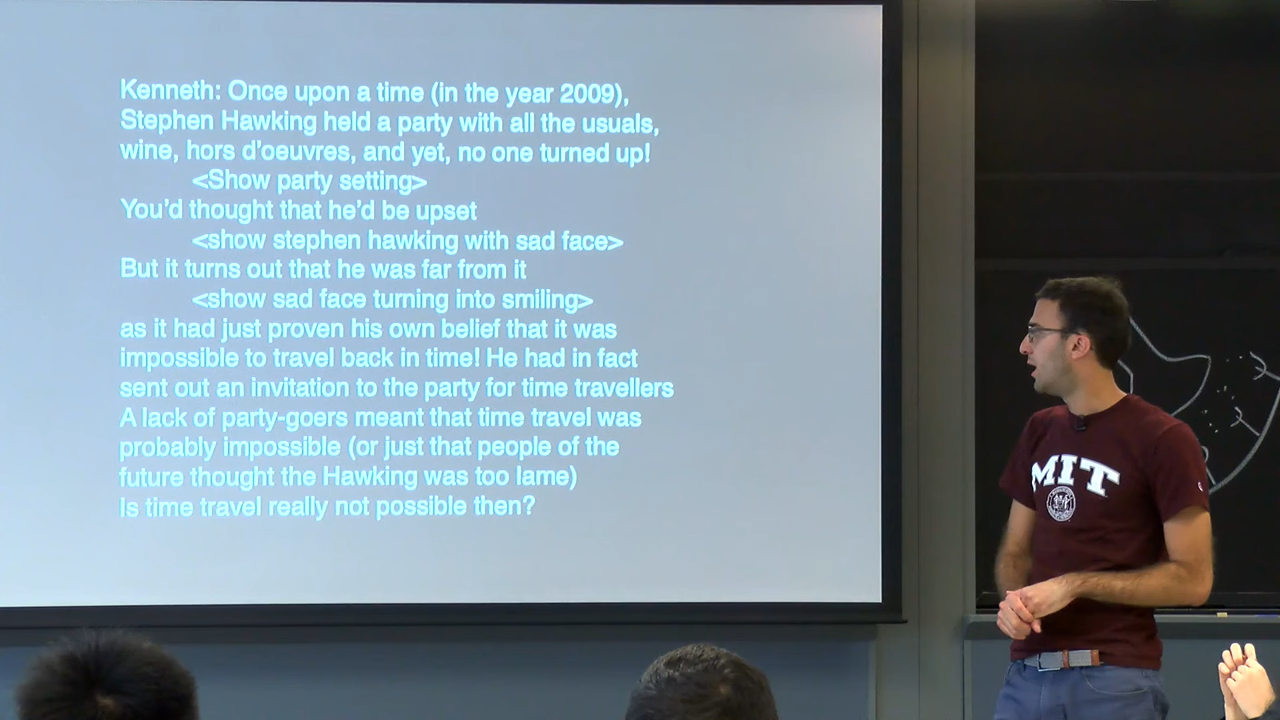 Kenneth: Once upon a time (in the year 2009),
Stephen Hawking held a party with all the usuals,
wine, hors d'oeuvres, and yet, no one turned up!
<Show party setting>
You'd thought that he'd be upset
<show stephen hawking with sad face>
But it turns out that he was far from it
<show sad face turning into smiling>
as it had just proven his own belief that it was
impossible to travel back in time! He had in fact
sent out an invitation to the party for time travellers
A lack of party-goers meant that time travel was
probably impossible (or just that people of the
future thought the Hawking was too lame)
Is time travel really not possible then?
MIT